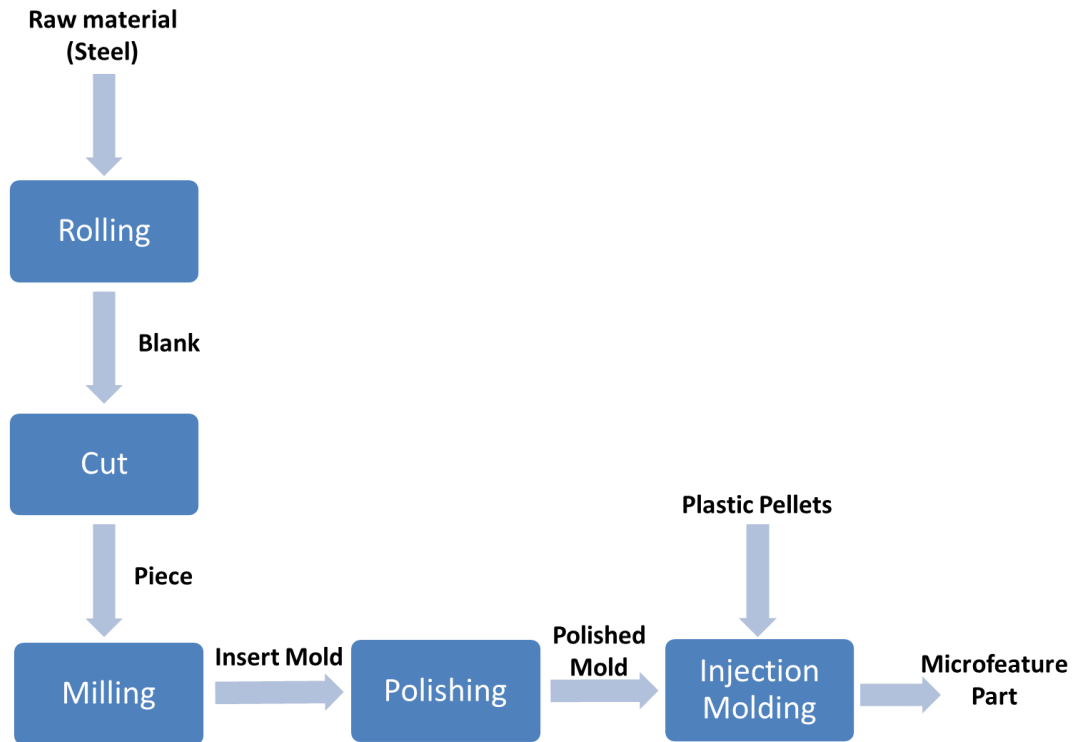 Raw material
(Steel)
Rolling
Blank
Cut
Piece
Milling
Insert Mold
Polishing
Polished
Mold
Plastic Pellets
Injection
Molding
Microfeature
Part